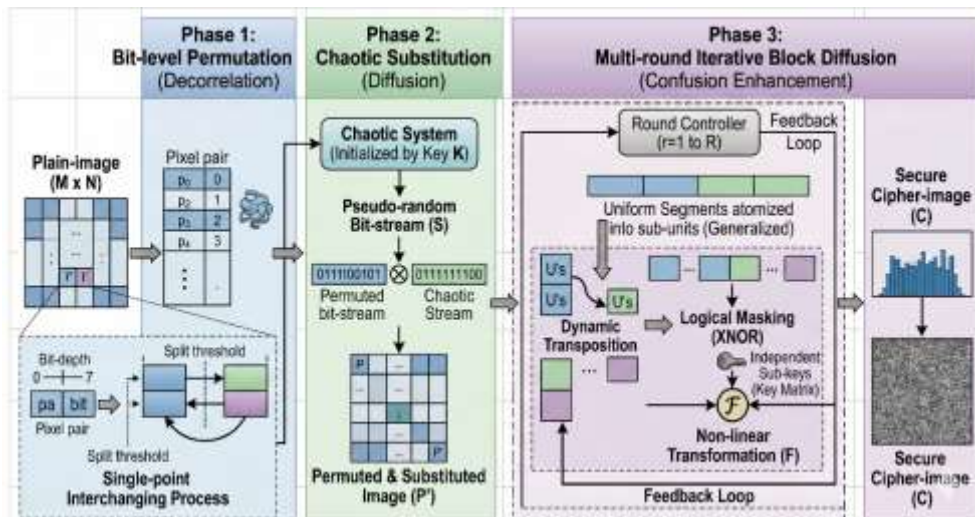 Phase 1:
Bit-level Permutation
(Decorrelation)
Phase 2:
Chaotic Substitution
(Diffusion)
Phase 3:
Multi-round Iterative Block Diffusion
(Confusion Enhancement)
Plain-image
(M x N)
Pixel pair
p₀ 0
p₂ 1
p₃ 2
p₄ 3
Bit-depth
0 7
pa bit
Pixel pair
Split threshold
Split threshold
Single-point
Interchanging Process
Chaotic System
(Initialized by Key K)
Pseudo-random
Bit-stream (S)
0111100101 ⊗ 0111111100
Permuted
bit-stream
Chaotic
Stream
P
P'
Permuted & Substituted
Image (P')
Round Controller
(r=1 to R)
Feedback
Loop
Uniform Segments atomized
into sub-units (Generalized)
U's
U's
U's
Dynamic
Transposition
Logical Masking
(XNOR)
Independent
Sub-keys
(Key Matrix)
F
Non-linear
Transformation (F)
Feedback Loop
Secure
Cipher-image
(C)
Secure
Cipher-image
(C)